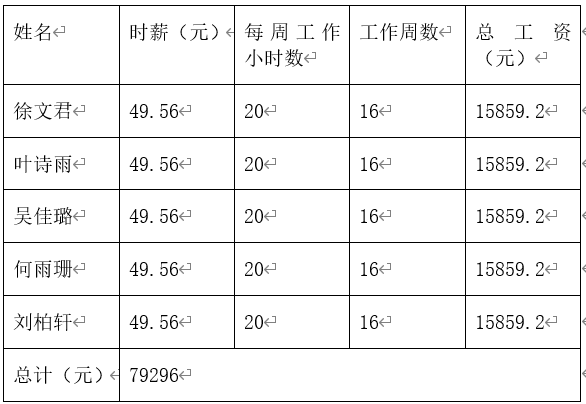 姓名 时薪（元） 每周工作小时数 工作周数 总工资（元）
徐文君 49.56 20 16 15859.2
叶诗雨 49.56 20 16 15859.2
吴佳璐 49.56 20 16 15859.2
何雨珊 49.56 20 16 15859.2
刘柏轩 49.56 20 16 15859.2
总计（元） 79296